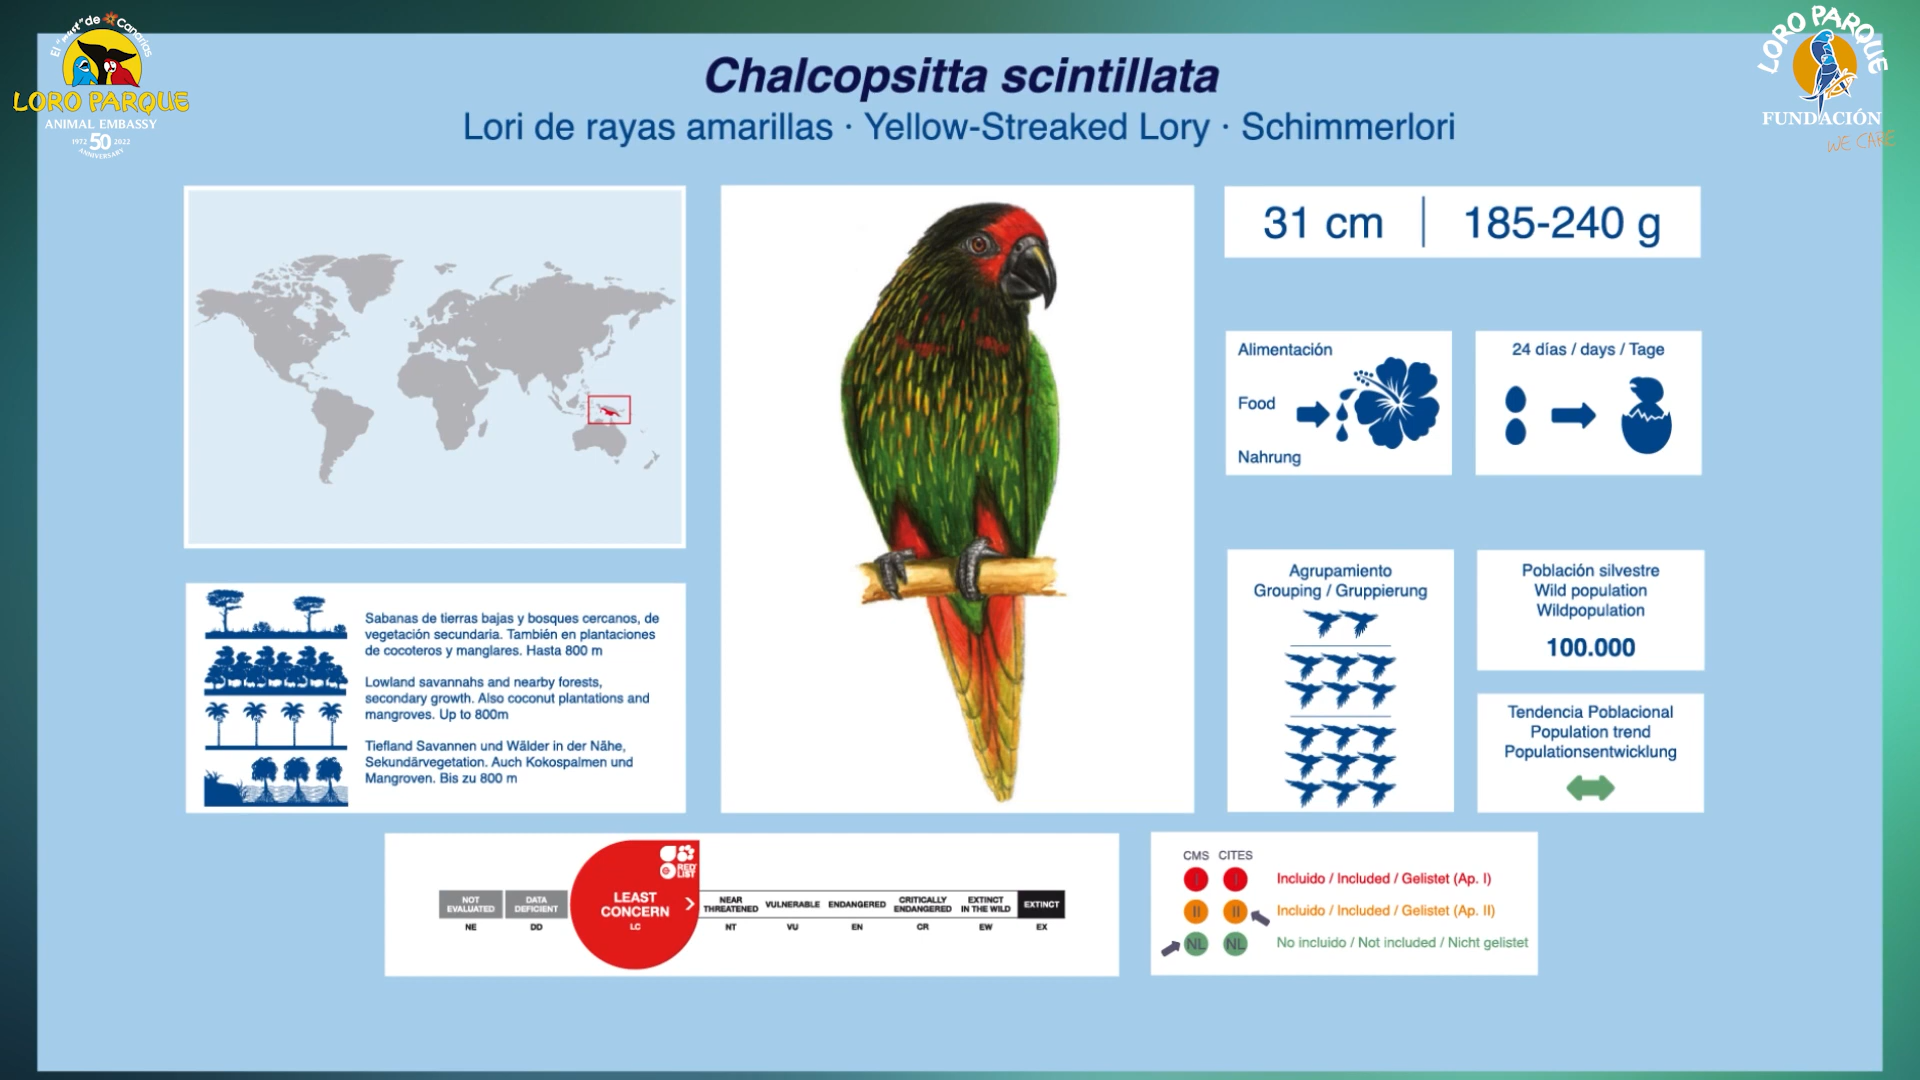 El "must" de Canarias
LORO PARQUE
ANIMAL EMBASSY
1972 50 2022
ANNIVERSARY
LORO PARQUE
FUNDACIÓN
WE CARE
Chalcopsitta scintillata
Lori de rayas amarillas · Yellow-Streaked Lory · Schimmerlori
31 cm | 185-240 g
Alimentación
Food
Nahrung
24 días / days / Tage
Sabanas de tierras bajas y bosques cercanos, de
vegetación secundaria. También en plantaciones
de cocoteros y manglares. Hasta 800 m
Lowland savannahs and nearby forests,
secondary growth. Also coconut plantations and
mangroves. Up to 800m
Tiefland Savannen und Wälder in der Nähe,
Sekundärvegetation. Auch Kokospalmen und
Mangroven. Bis zu 800 m
Agrupamiento
Grouping / Gruppierung
Población silvestre
Wild population
Wildpopulation
100.000
Tendencia Poblacional
Population trend
Populationsentwicklung
NOT EVALUATED
NE
DATA DEFICIENT
DD
RED LIST
LEAST CONCERN
LC
NEAR THREATENED
NT
VULNERABLE
VU
ENDANGERED
EN
CRITICALLY ENDANGERED
CR
EXTINCT IN THE WILD
EW
EXTINCT
EX
CMS CITES
I I Incluido / Included / Gelistet (Ap. I)
II II Incluido / Included / Gelistet (Ap. II)
NL NL No incluido / Not included / Nicht gelistet